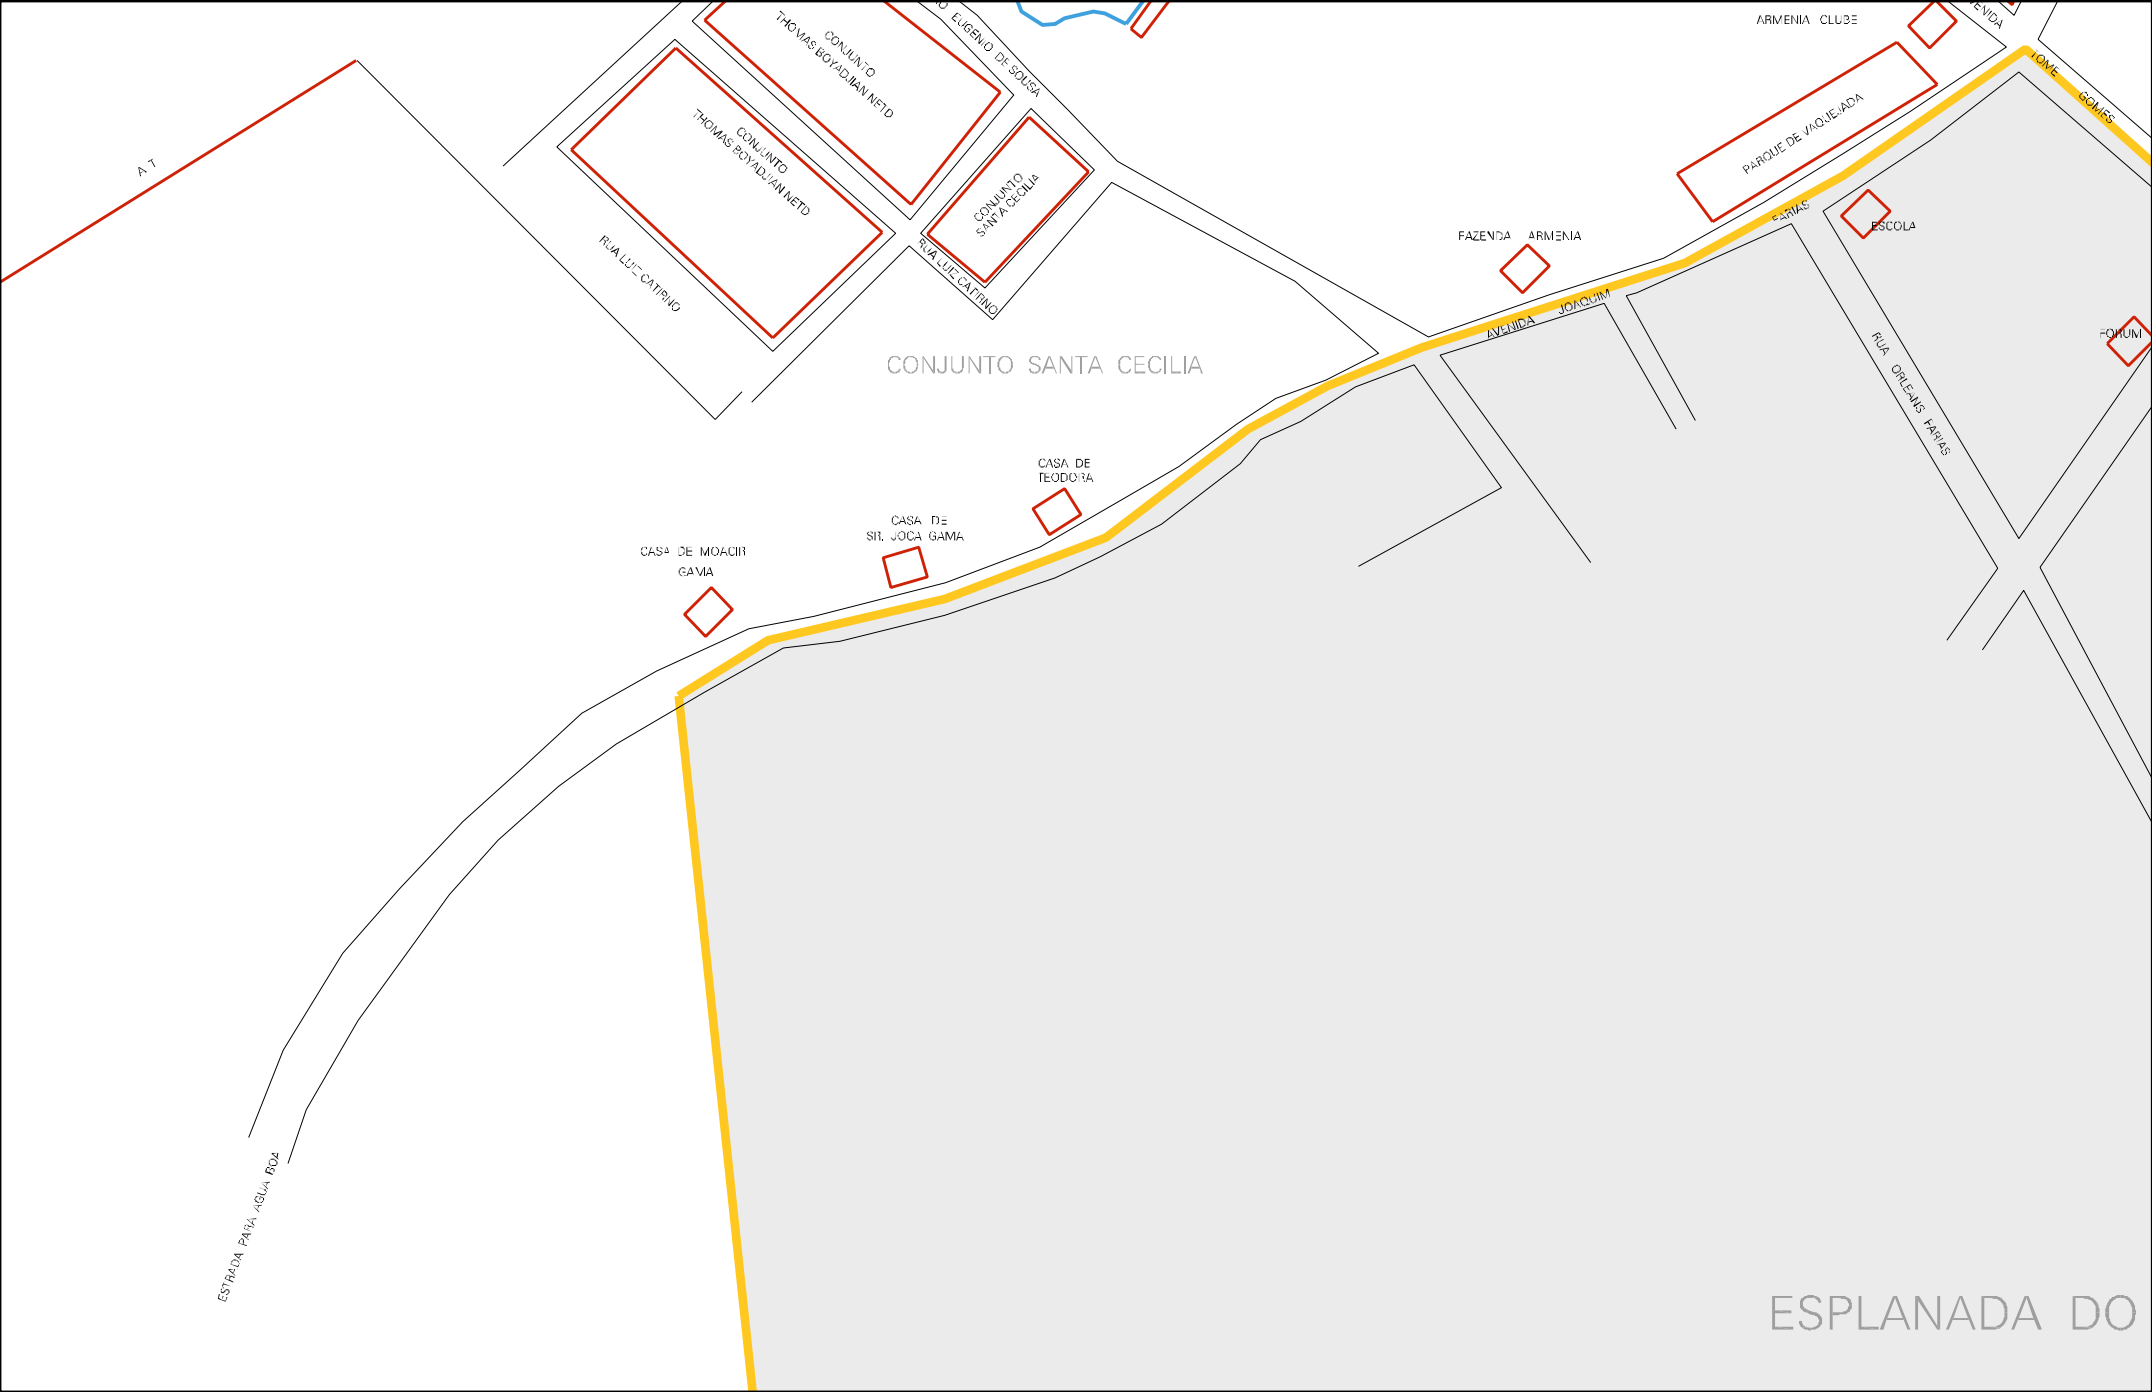 ARMENIA CLUBE
EUGENIO DE SOUSA
CONJUNTO
THOMAS BOYADJIAN NETO
CONJUNTO
THOMAS BOYADJIAN NETO
A T
TOME GOMES
PARQUE DE VAQUEJADA
CONJUNTO
SANTA CECILIA
ESCOLA
FAZENDA ARMENIA
RUA LUIZ CATIRNO
RUA LUIZ CATIRNO
AVENIDA JOAQUIM FARIAS
FORUM
CONJUNTO SANTA CECILIA
RUA ORLEANS FARIAS
CASA DE
TEODORA
CASA DE
SR. JOCA GAMA
CASA DE MOACIR
GAMA
ESTRADA PARA AGUA BOA
ESPLANADA DO